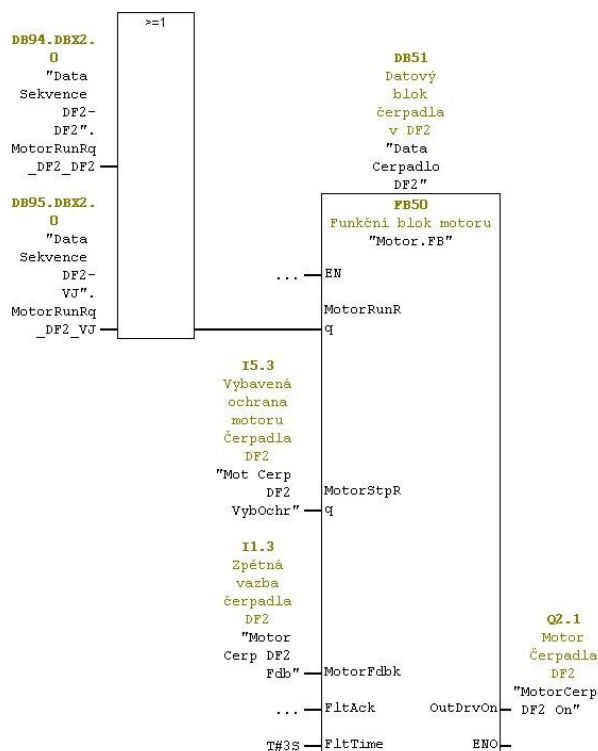 >=1
DB94.DBX2.
0
"Data
Sekvence
DF2-
DF2".
MotorRunRq
_DF2_DF2
DB95.DBX2.
0
"Data
Sekvence
DF2-
VJ".
MotorRunRq
_DF2_VJ
DB51
Datový
blok
čerpadla
v DF2
"Data
Cerpadlo
DF2"
FB50
Funkční blok motoru
"Motor.FB"
... EN
MotorRunR
q
I5.3
Vybavená
ochrana
motoru
Čerpadla
DF2
"Mot Cerp
DF2
VybOchr"
MotorStpR
q
I1.3
Zpětná
vazba
čerpadla
DF2
"Motor
Cerp DF2
Fdb"
MotorFdbk
... FltAck
T#3S FltTime
Q2.1
Motor
Čerpadla
DF2
"MotorCerp
DF2 On"
OutDrvOn
ENO